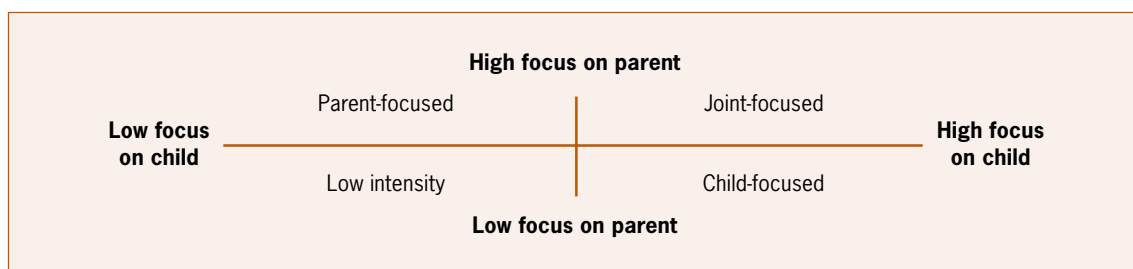 High focus on parent
Parent-focused
Joint-focused
Low focus
on child
High focus
on child
Low intensity
Child-focused
Low focus on parent